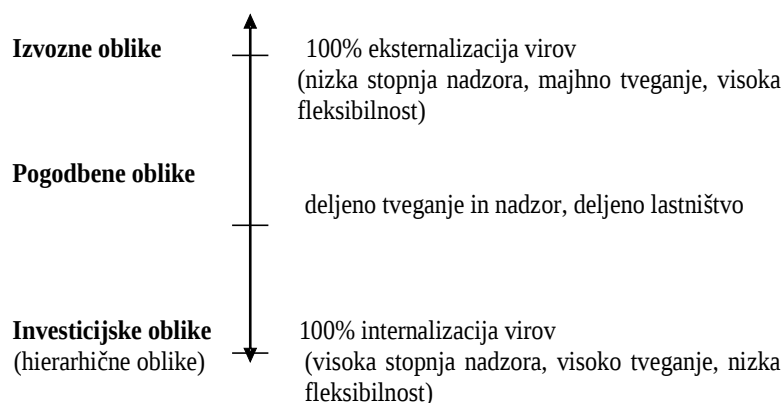 Izvozne oblike
100% eksternalizacija virov
(nizka stopnja nadzora, majhno tveganje, visoka
fleksibilnost)
Pogodbene oblike
deljeno tveganje in nadzor, deljeno lastništvo
Investicijske oblike
(hierarhične oblike)
100% internalizacija virov
(visoka stopnja nadzora, visoko tveganje, nizka
fleksibilnost)